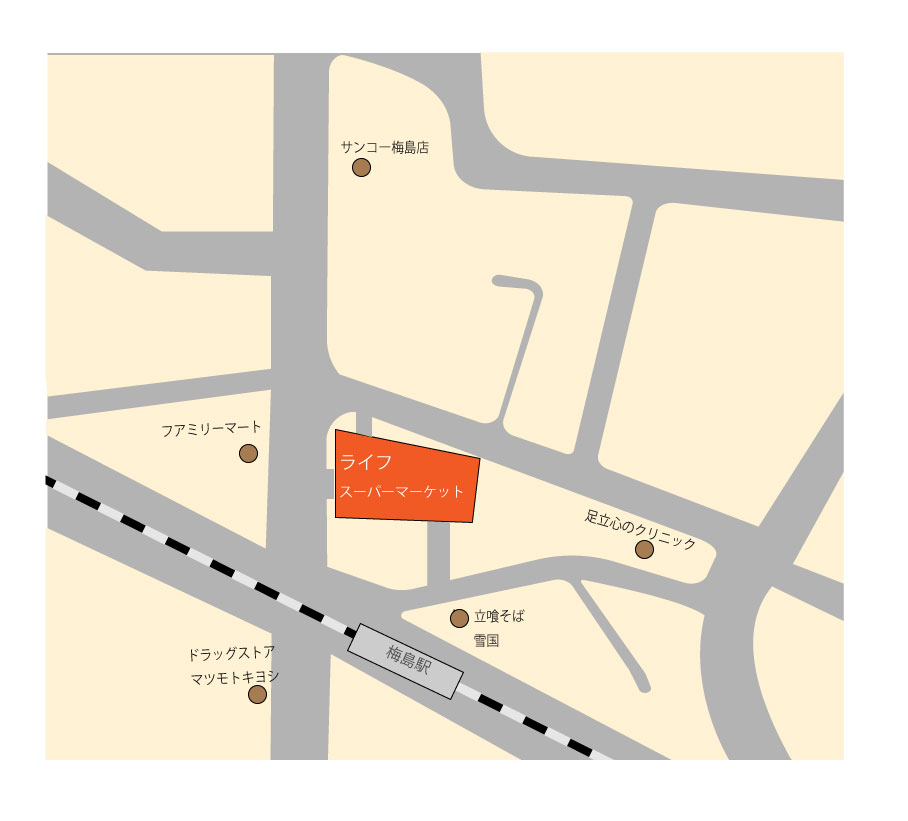 サンコー梅島店
フアミリーマート
ライフ
スーパーマーケット
足立心のクリニック
立喰そば
雪国
ドラッグストア
マツモトキヨシ
梅島駅